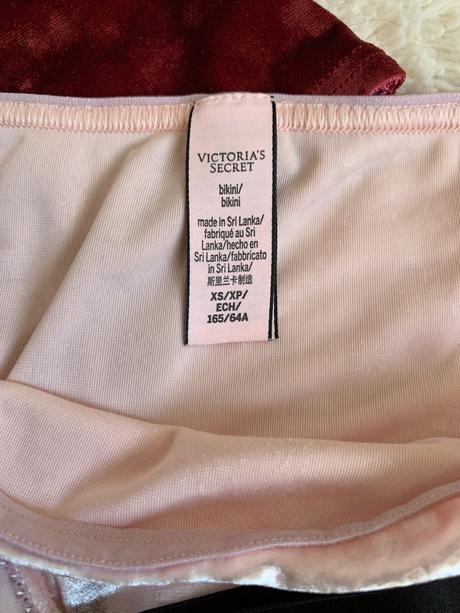 VICTORIA'S
SECRET
bikini/
bikini
made in Sri Lanka/
fabriqué au Sri
Lanka/hecho en
Sri Lanka/fabbricato
in Sri Lanka/
斯里兰卡制造
XS/XP/
ECH/
165/64A